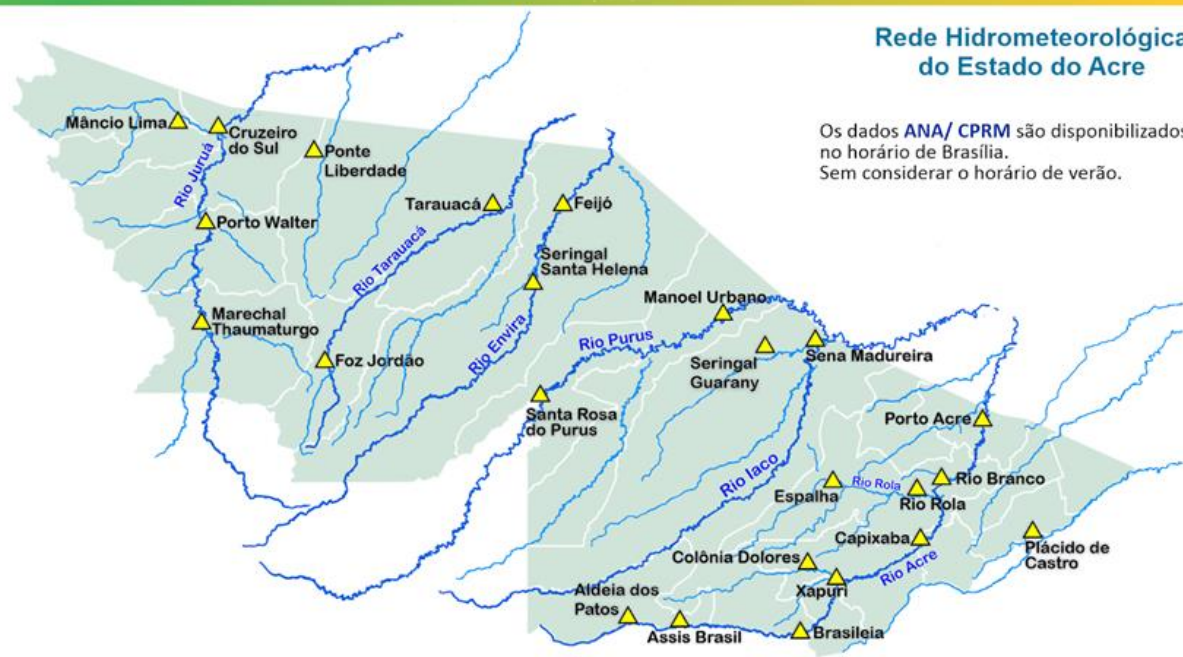 Rede Hidrometeorológica
do Estado do Acre
Os dados ANA/ CPRM são disponibilizados
no horário de Brasília.
Sem considerar o horário de verão.
Mâncio Lima
Cruzeiro
do Sul
Ponte
Liberdade
Rio Juruá
Porto Walter
Tarauacá
Feijó
Rio Tarauacá
Seringal
Santa Helena
Marechal
Thaumaturgo
Foz Jordão
Rio Envira
Manoel Urbano
Rio Purus
Seringal
Guarany
Sena Madureira
Santa Rosa
do Purus
Porto Acre
Rio Iaco
Espalha
Rio Rola
Rio Rola
Rio Branco
Capixaba
Plácido de
Castro
Colônia Dolores
Rio Acre
Xapuri
Aldeia dos
Patos
Assis Brasil
Brasileia